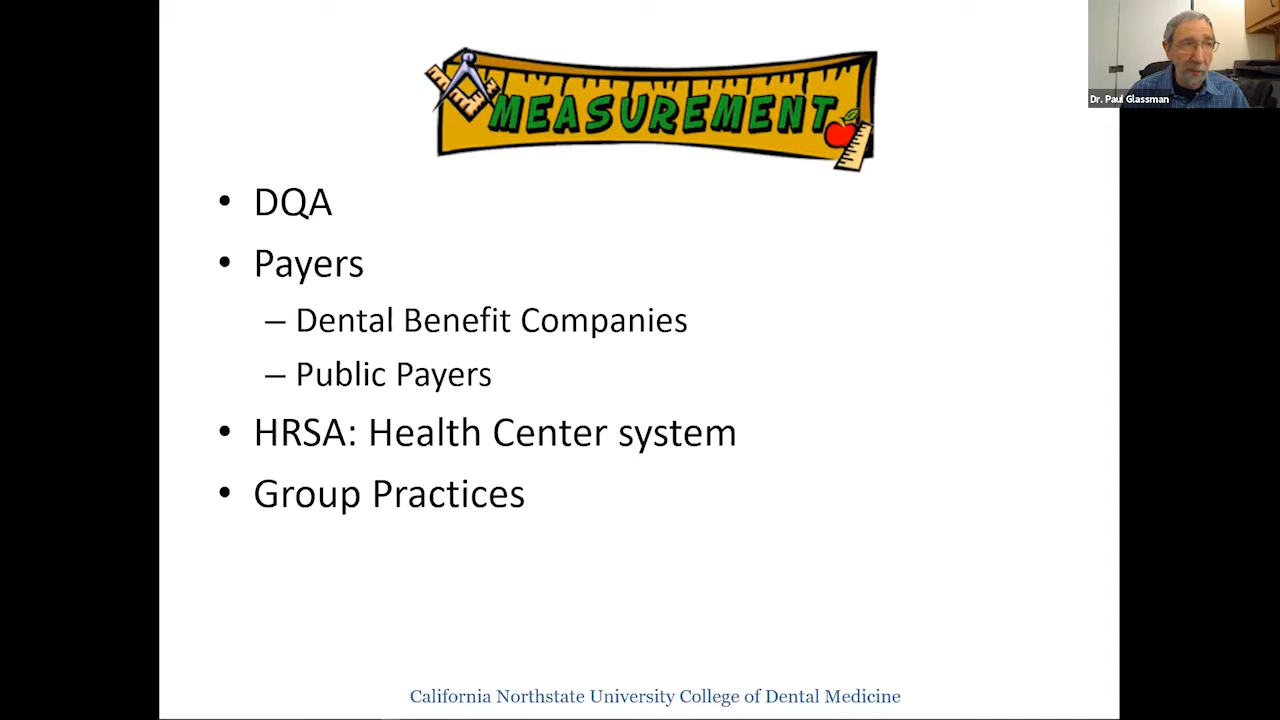 MEASUREMENT
Dr. Paul Glassman
• DQA
• Payers
– Dental Benefit Companies
– Public Payers
• HRSA: Health Center system
• Group Practices
California Northstate University College of Dental Medicine